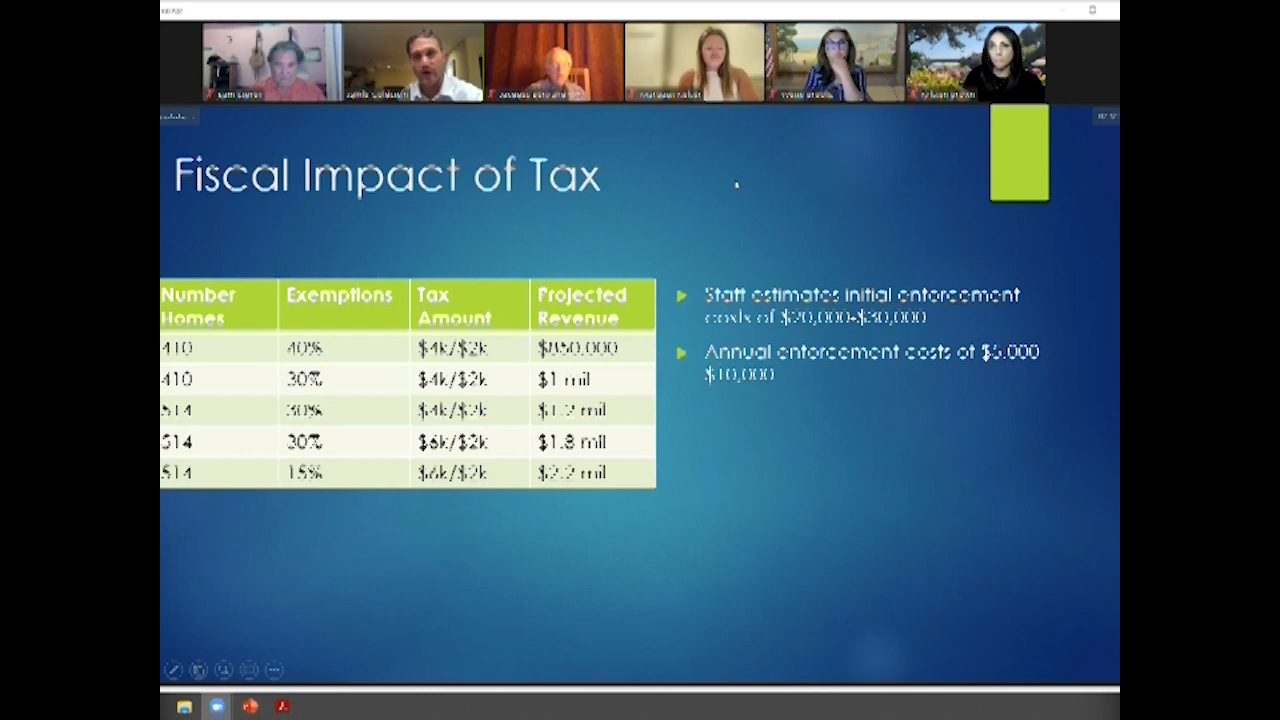 Fiscal Impact of Tax
Number Homes Exemptions Tax Amount Projected Revenue
410 40% $4k/$2k $850,000
410 30% $4k/$2k $1 mil
514 30% $4k/$2k $1.2 mil
514 30% $6k/$2k $1.8 mil
514 15% $6k/$2k $2.2 mil
Staff estimates initial enforcement
costs of $20,000-$30,000
Annual enforcement costs of $5,000
$10,000